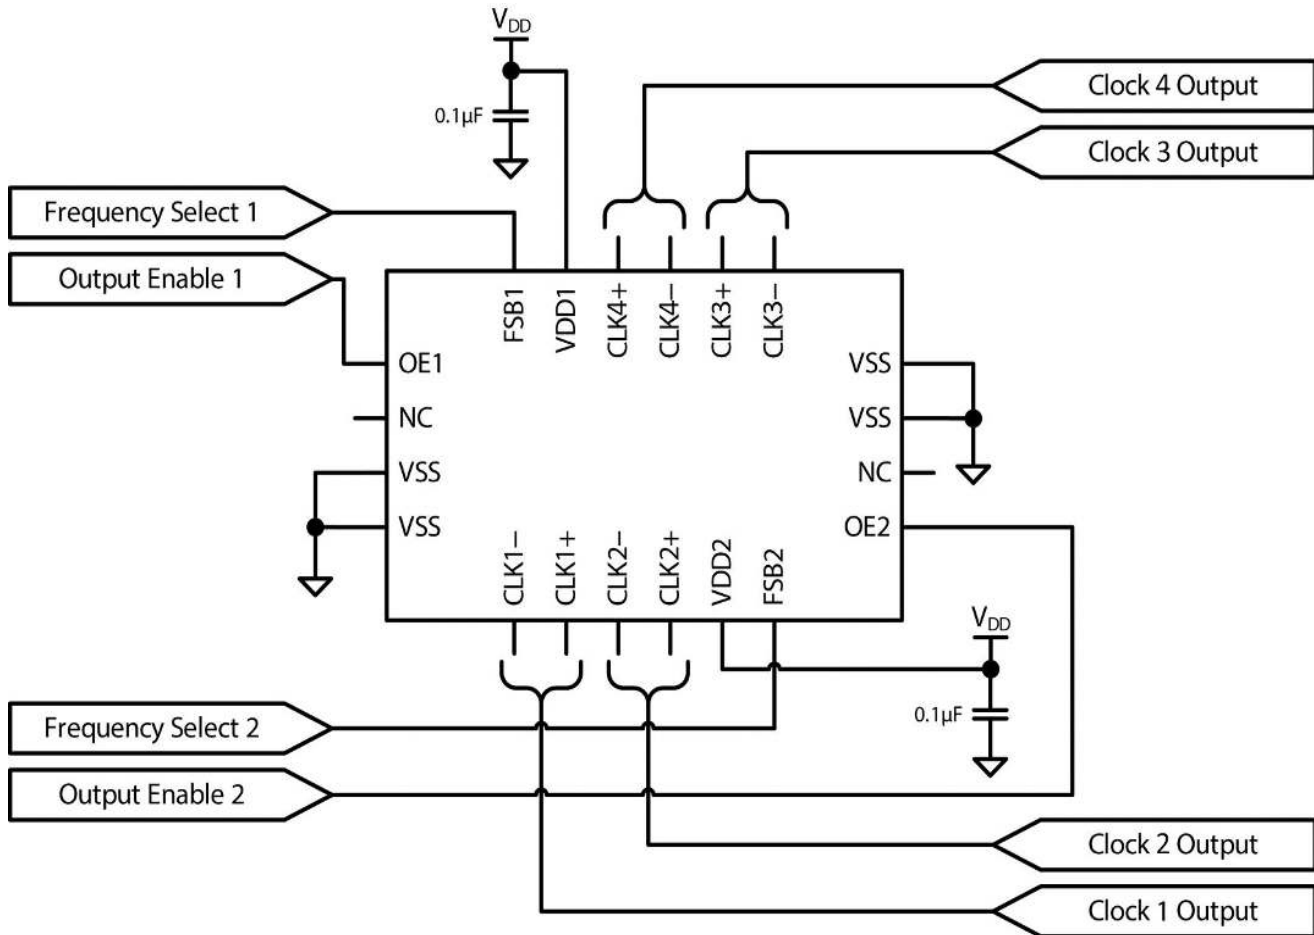 VDD
0.1µF
Clock 4 Output
Clock 3 Output
Frequency Select 1
Output Enable 1
FSB1
VDD1
CLK4+
CLK4−
CLK3+
CLK3−
OE1
NC
VSS
VSS
VSS
VSS
NC
OE2
CLK1−
CLK1+
CLK2−
CLK2+
VDD2
FSB2
VDD
0.1µF
Frequency Select 2
Output Enable 2
Clock 2 Output
Clock 1 Output